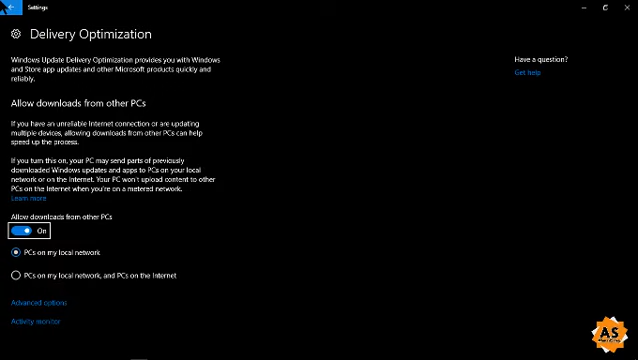 Settings
Delivery Optimization
Windows Update Delivery Optimization provides you with Windows
and Store app updates and other Microsoft products quickly and
reliably.
Have a question?
Get help
Allow downloads from other PCs
If you have an unreliable Internet connection or are updating
multiple devices, allowing downloads from other PCs can help
speed up the process.
If you turn this on, your PC may send parts of previously
downloaded Windows updates and apps to PCs on your local
network or on the Internet. Your PC won't upload content to other
PCs on the Internet when you're on a metered network.
Learn more
Allow downloads from other PCs
On
PCs on my local network
PCs on my local network, and PCs on the Internet
Advanced options
Activity monitor
AS